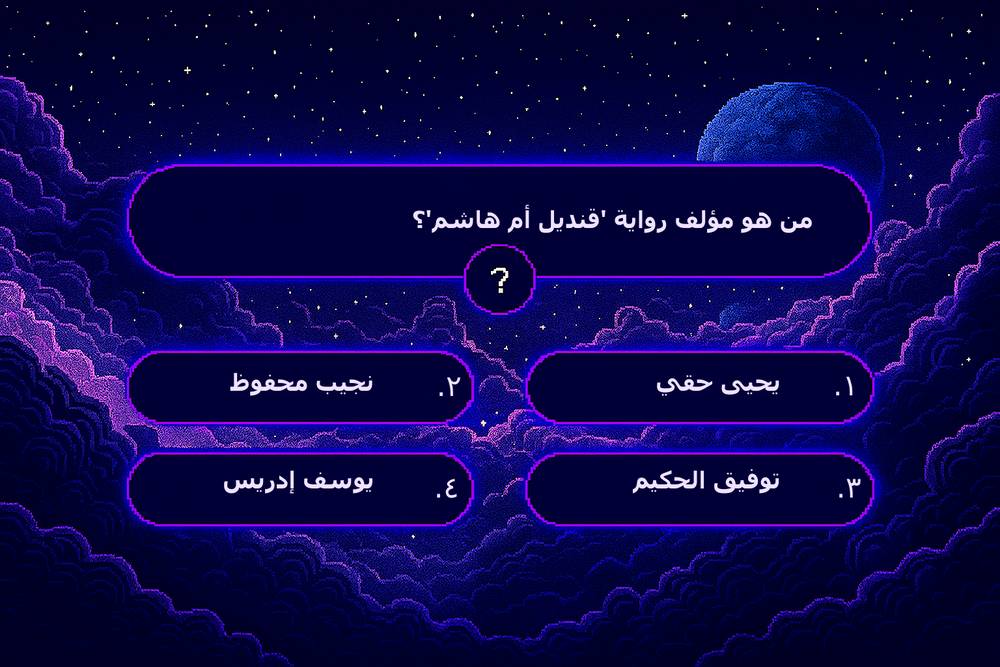 من هو مؤلف رواية 'قنديل أم هاشم'؟
?
١. يحيى حقي
٢. نجيب محفوظ
٣. توفيق الحكيم
٤. يوسف إدريس